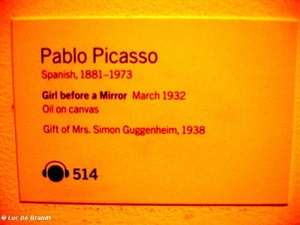 Pablo Picasso
Spanish, 1881–1973
Girl before a Mirror March 1932
Oil on canvas
Gift of Mrs. Simon Guggenheim, 1938
514
© Luc De Brandt